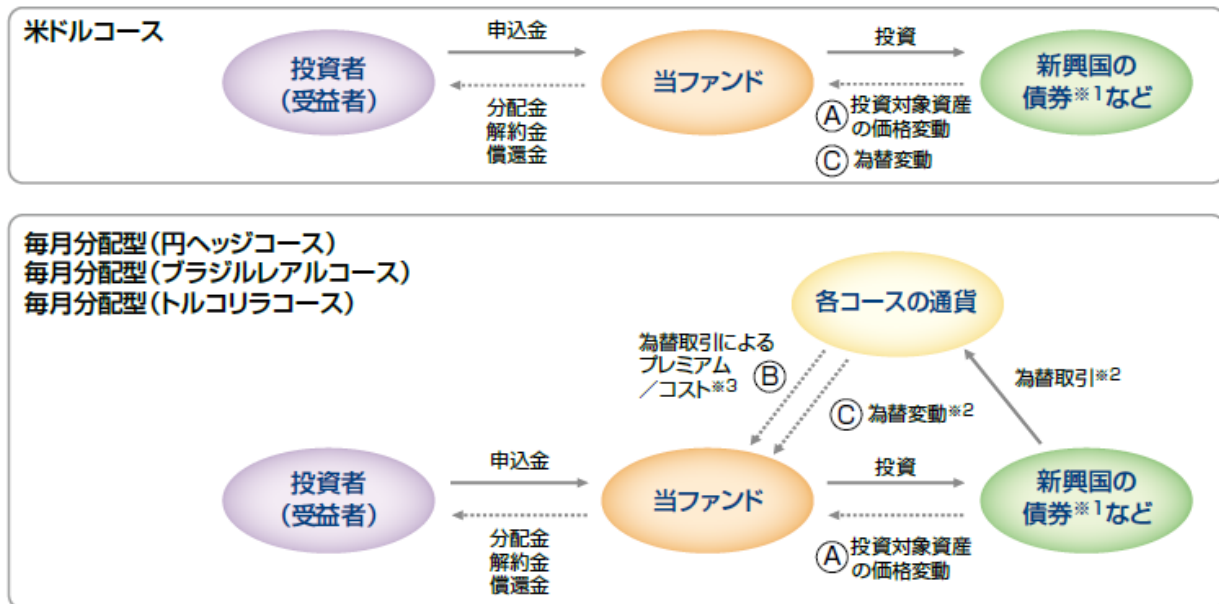 米ドルコース
投資者
(受益者)
申込金
分配金
解約金
償還金
当ファンド
投資
Ⓐ投資対象資産
の価格変動
Ⓒ為替変動
新興国の
債券※1など
毎月分配型(円ヘッジコース)
毎月分配型(ブラジルレアルコース)
毎月分配型(トルコリラコース)
各コースの通貨
為替取引による
プレミアム
/コスト※3
Ⓑ
Ⓒ為替変動※2
為替取引※2
投資者
(受益者)
申込金
分配金
解約金
償還金
当ファンド
投資
Ⓐ投資対象資産
の価格変動
新興国の
債券※1など